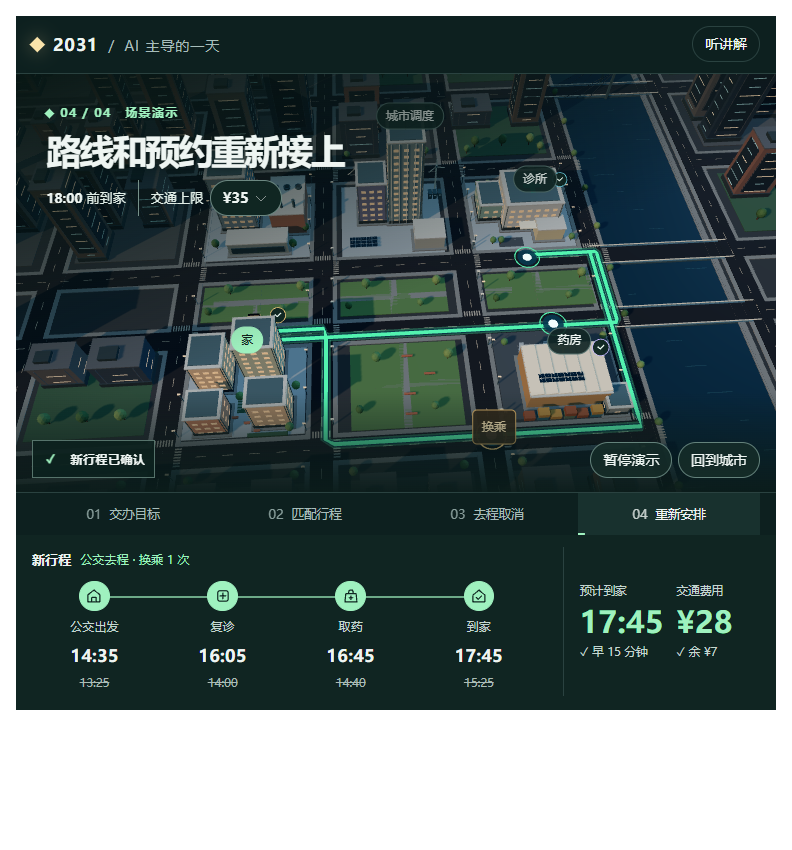 2031 / AI 主导的一天
听讲解
04 / 04 场景演示
路线和预约重新接上
18:00 前到家 交通上限 ¥35
城市调度
诊所
家
药房
换乘
✓ 新行程已确认
暂停演示 回到城市
01 交办目标 02 匹配行程 03 去程取消 04 重新安排
新行程 公交去程 · 换乘 1 次
公交出发 复诊 取药 到家
14:35 16:05 16:45 17:45
13:25 14:00 14:40 15:25
预计到家 交通费用
17:45 ¥28
✓ 早 15 分钟 ✓ 余 ¥7